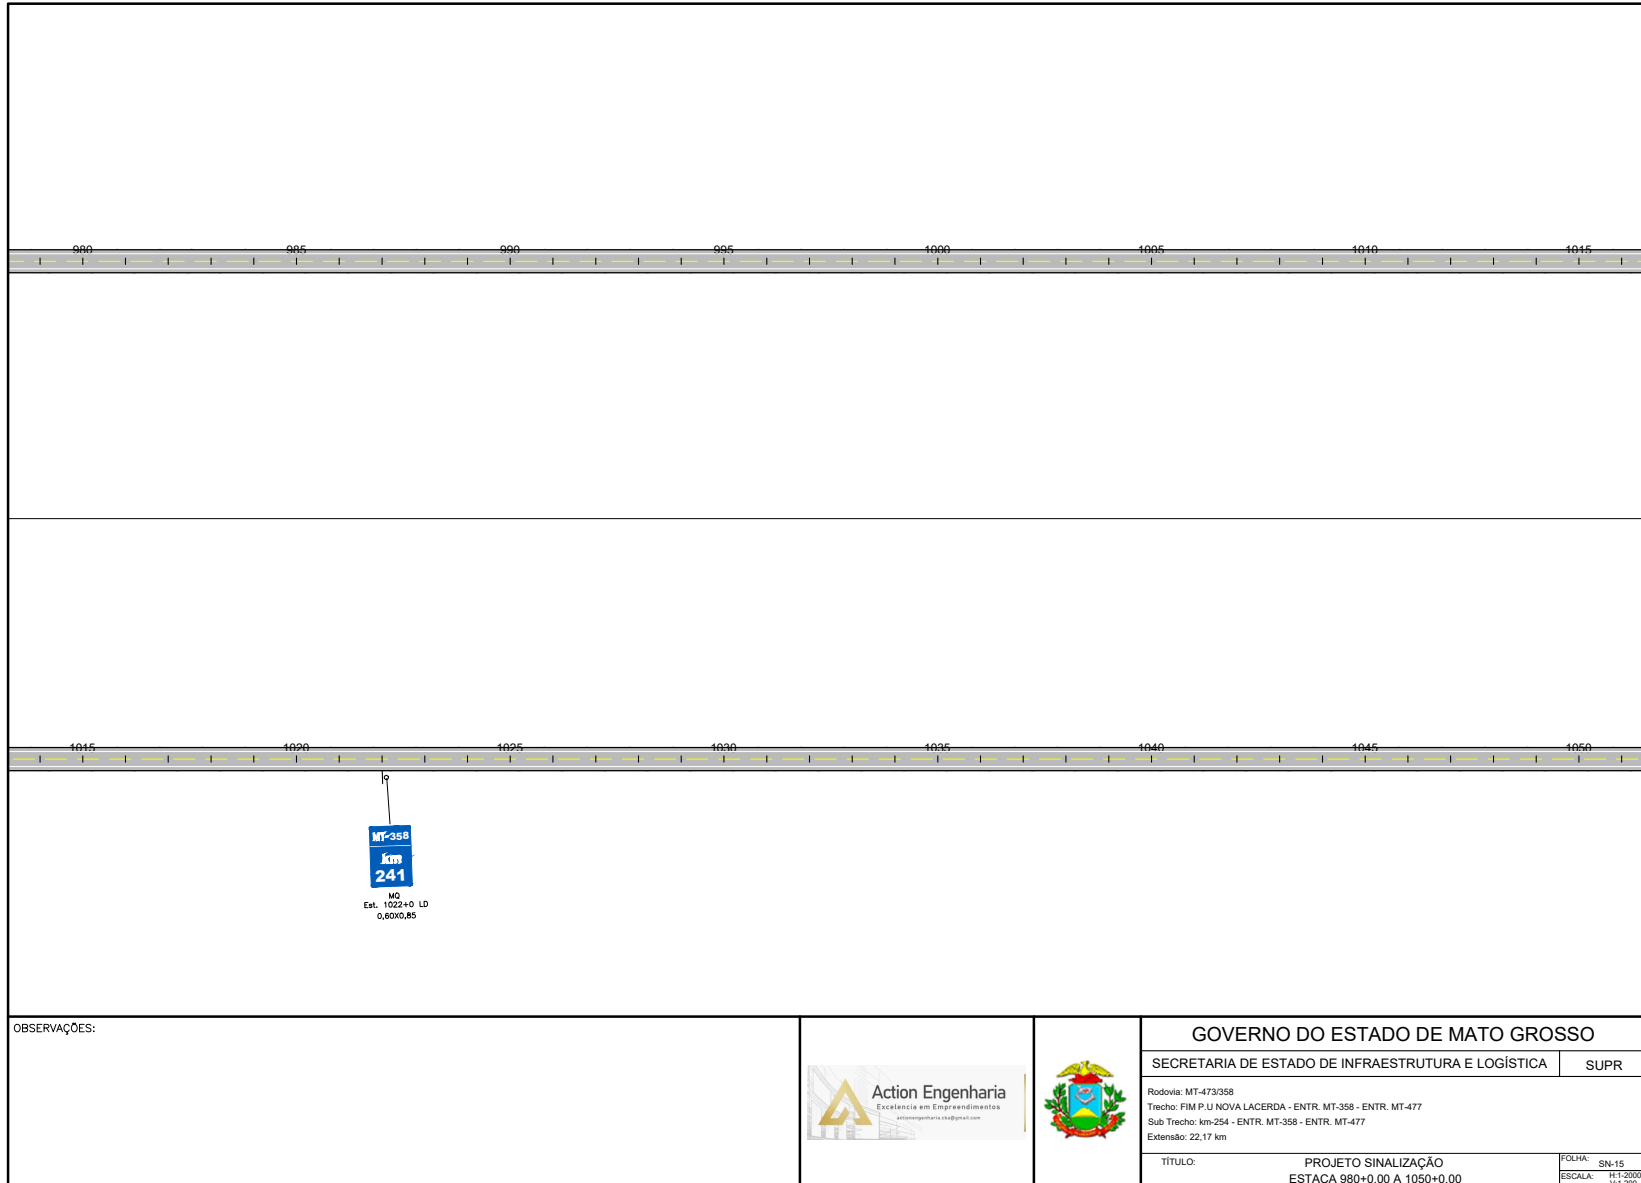 980 985 990 995 1000 1005 1010 1015
1015 1020 1025 1030 1035 1040 1045 1050
MT-358
km
241
MQ
Est. 1022+0 LD
0,60X0,85
OBSERVAÇÕES:
Action Engenharia
Excelencia em Empreendimentos
actionengenharia.cba@gmail.com
GOVERNO DO ESTADO DE MATO GROSSO
SECRETARIA DE ESTADO DE INFRAESTRUTURA E LOGÍSTICA SUPR
Rodovia: MT-473/358
Trecho: FIM P.U NOVA LACERDA - ENTR. MT-358 - ENTR. MT-477
Sub Trecho: km-254 - ENTR. MT-358 - ENTR. MT-477
Extensão: 22,17 km
TÍTULO: PROJETO SINALIZAÇÃO
ESTACA 980+0,00 A 1050+0,00
FOLHA: SN-15
ESCALA: H:1-2000